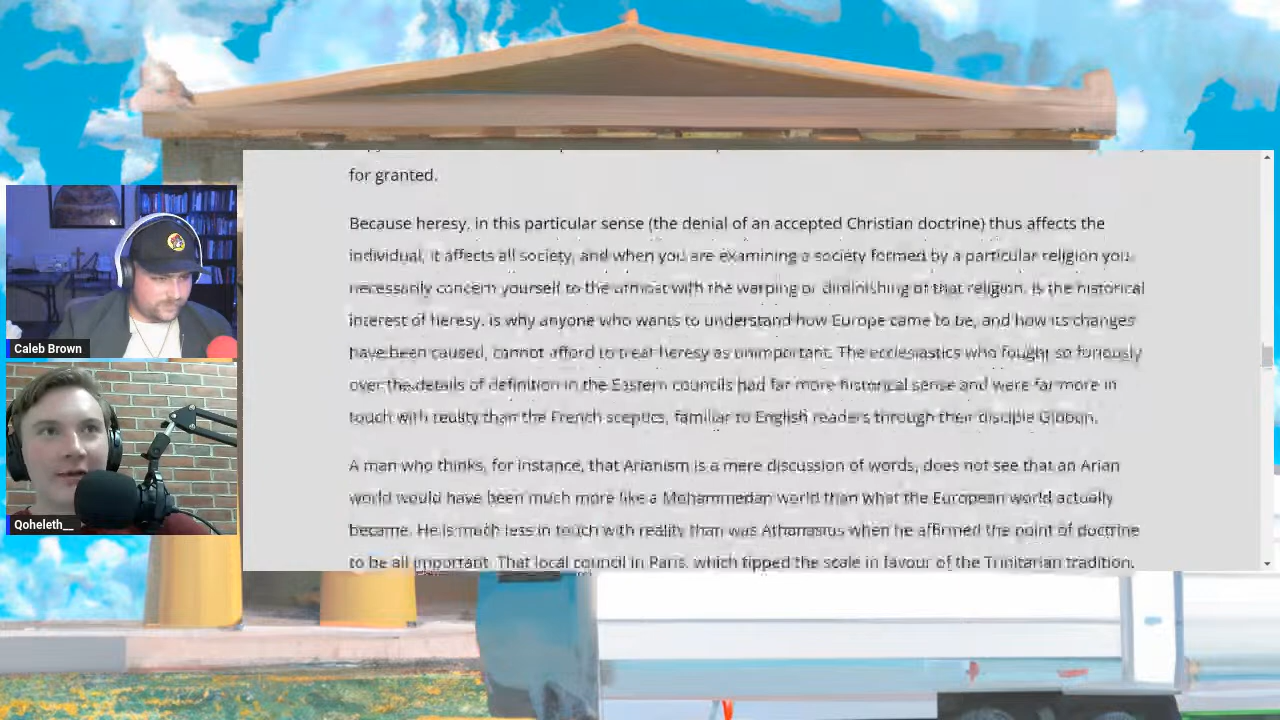 for granted.
Because heresy, in this particular sense (the denial of an accepted Christian doctrine) thus affects the
individual, it affects all society, and when you are examining a society formed by a particular religion you
necessarily concern yourself to the utmost with the warping or diminishing of that religion. Is the historical
interest of heresy. Is why anyone who wants to understand how Europe came to be, and how its changes
have been caused, cannot afford to treat heresy as unimportant. The ecclesiastics who fought so furiously
over the details of definition in the Eastern councils had far more historical sense and were far more in
touch with reality than the French sceptics, familiar to English readers through their disciple Gibbon.
A man who thinks, for instance, that Arianism is a mere discussion of words, does not see that an Arian
world would have been much more like a Mohammedan world than what the European world actually
became. He is much less in touch with reality than was Athanasius when he affirmed the point of doctrine
to be all important. That local council in Paris, which tipped the scale in favour of the Trinitarian tradition,
Caleb Brown
Qoheleth__